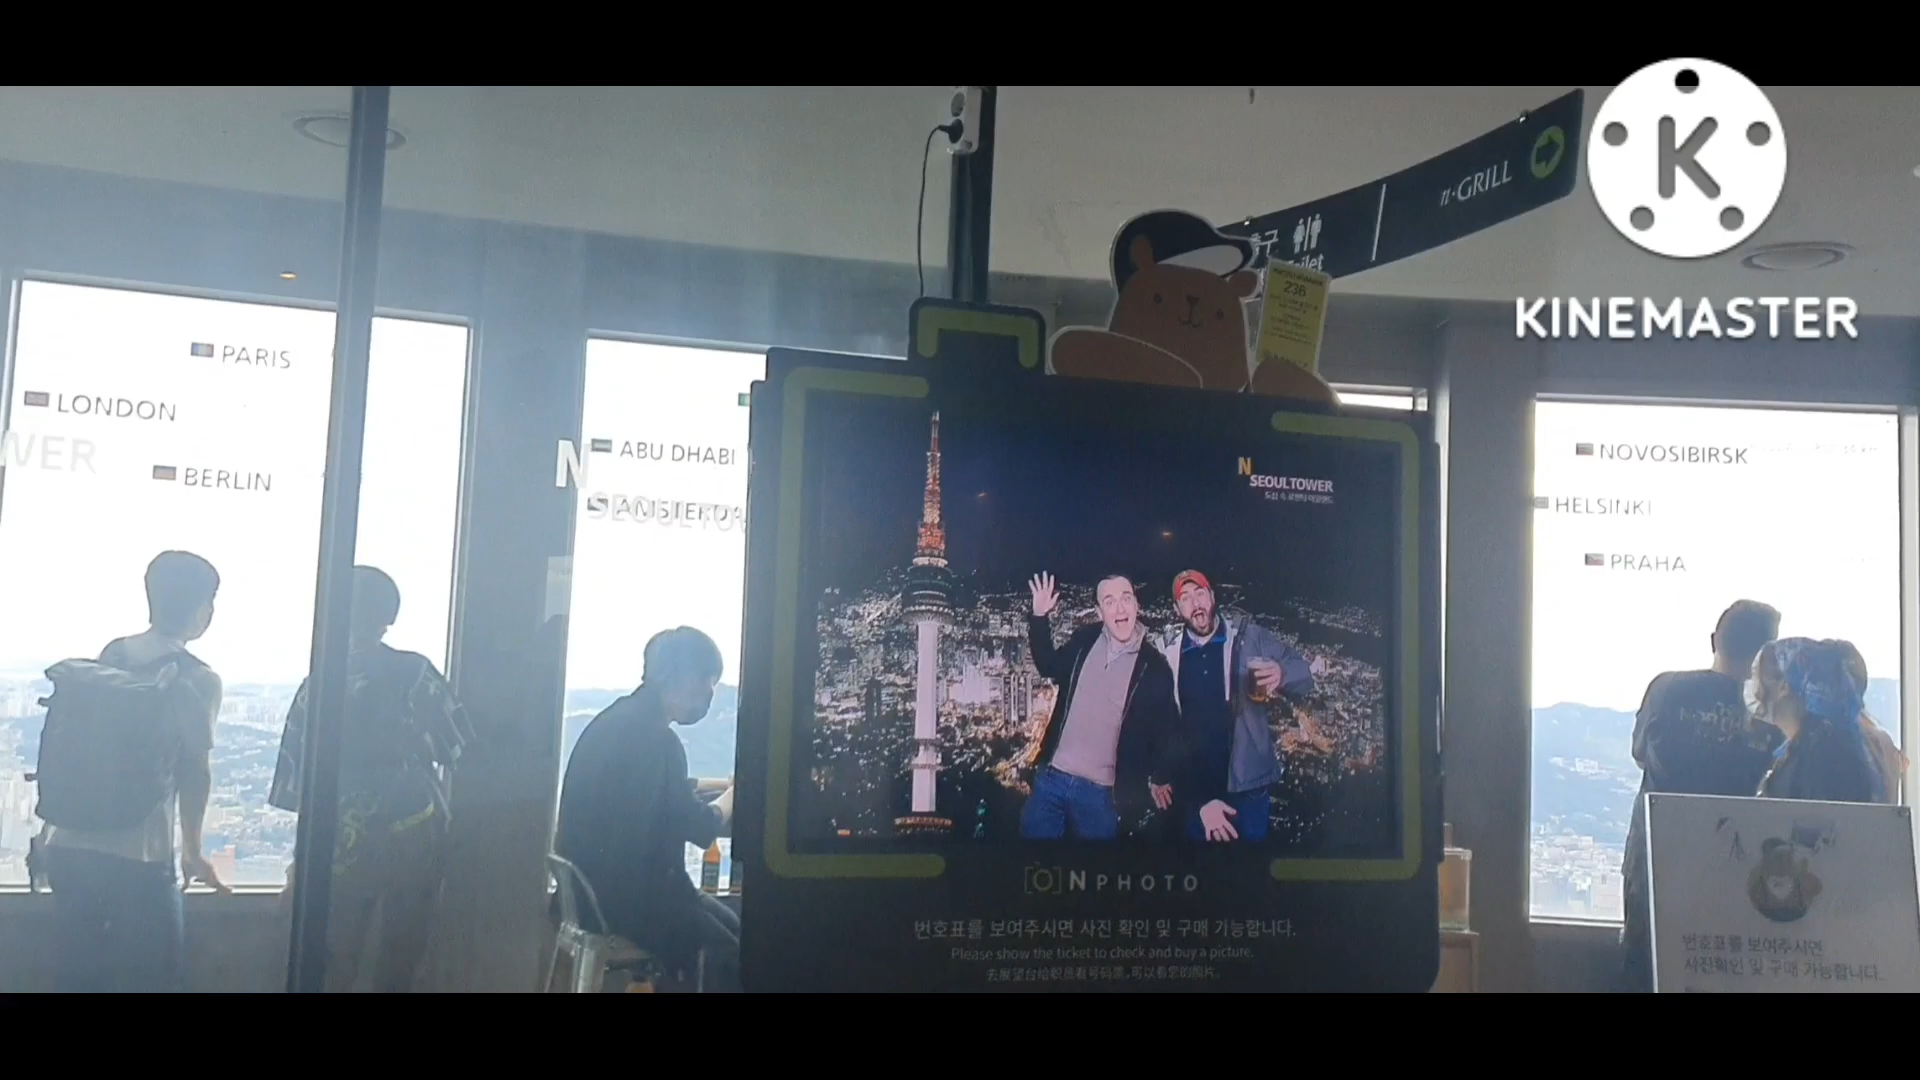 KINEMASTER
n·GRILL
236
PARIS
LONDON
BERLIN
ABU DHABI
NOVOSIBIRSK
HELSINKI
PRAHA
N
SEOULTOWER
N PHOTO
번호표를 보여주시면 사진 확인 및 구매 가능합니다.
Please show the ticket to check and buy a picture.
번호표를 보여주시면
사진확인 및 구매 가능합니다.